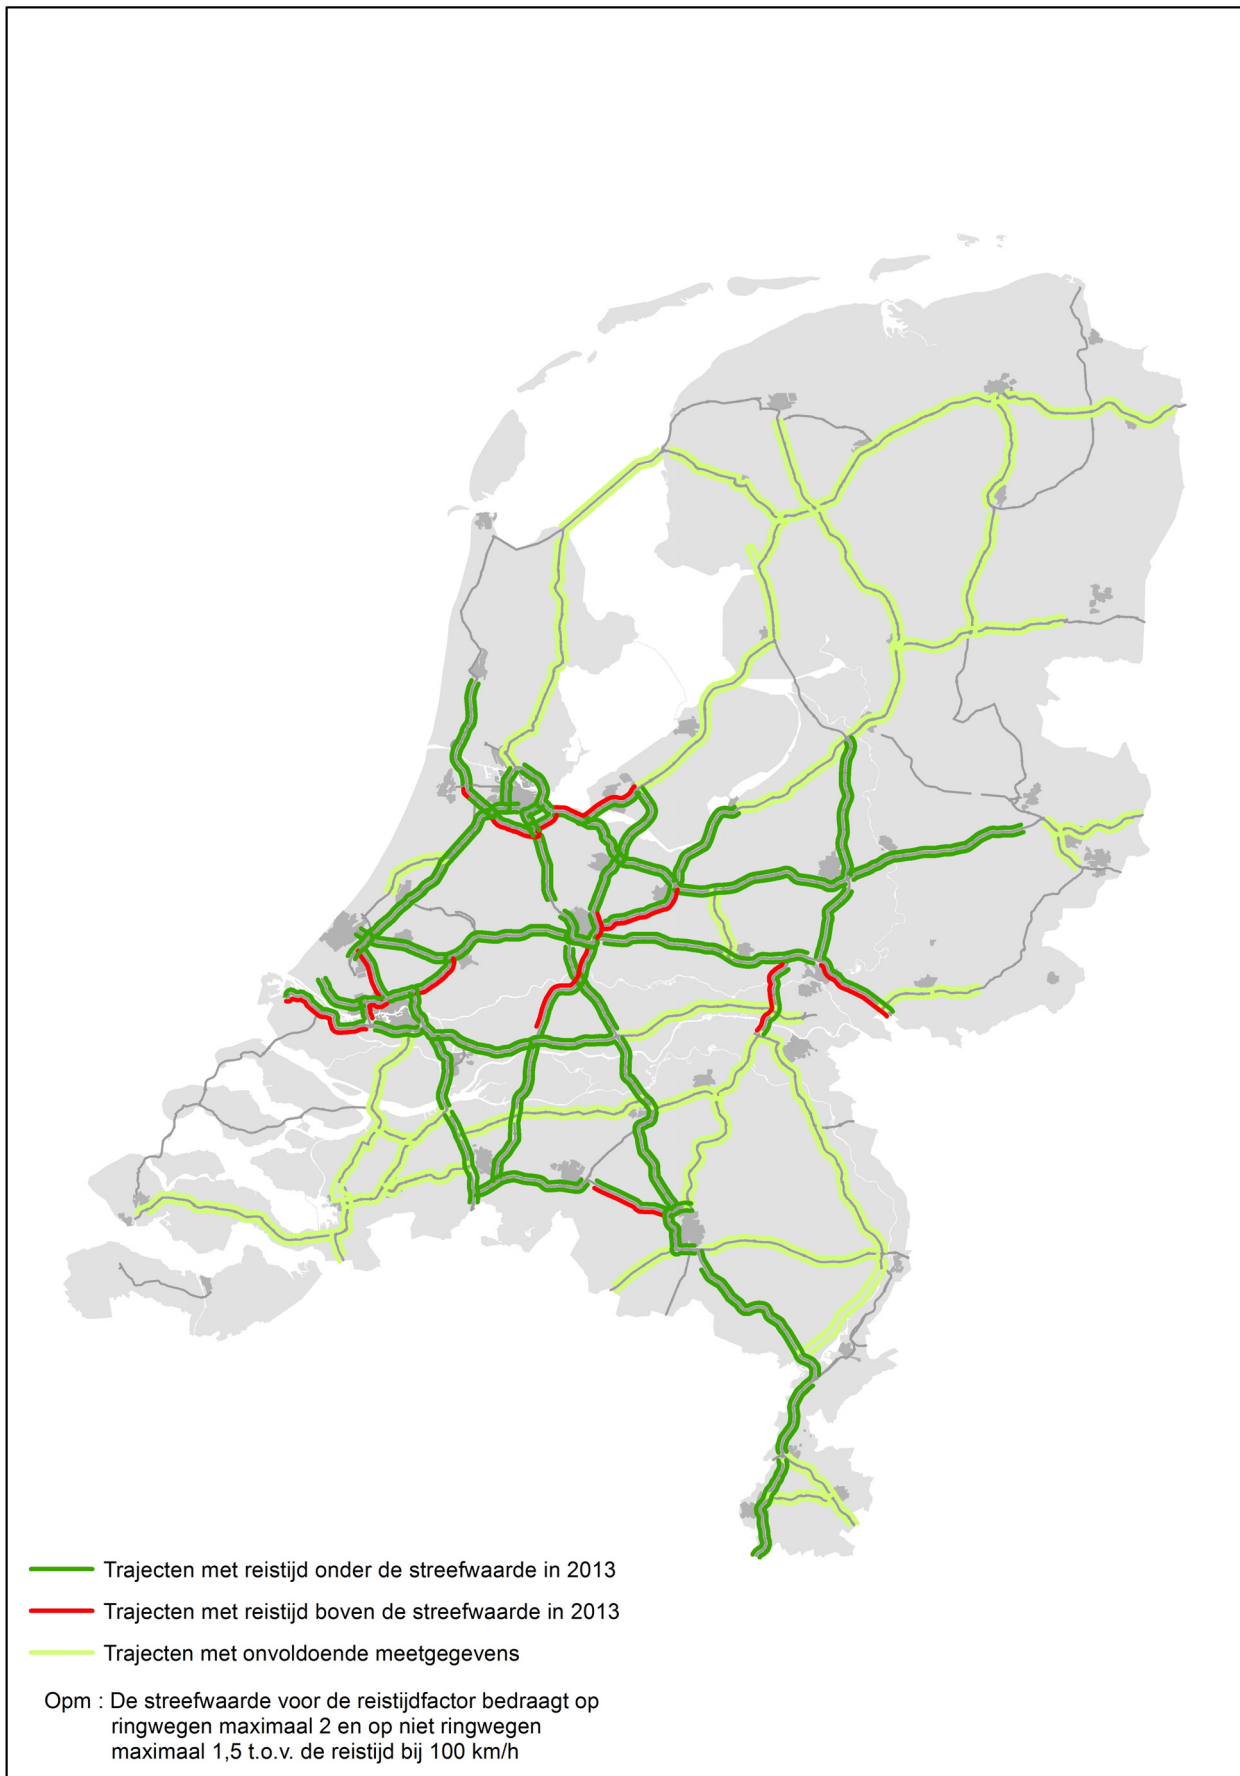 Trajecten met reistijd onder de streefwaarde in 2013
Trajecten met reistijd boven de streefwaarde in 2013
Trajecten met onvoldoende meetgegevens
Opm : De streefwaarde voor de reistijdfactor bedraagt op
ringwegen maximaal 2 en op niet ringwegen
maximaal 1,5 t.o.v. de reistijd bij 100 km/h